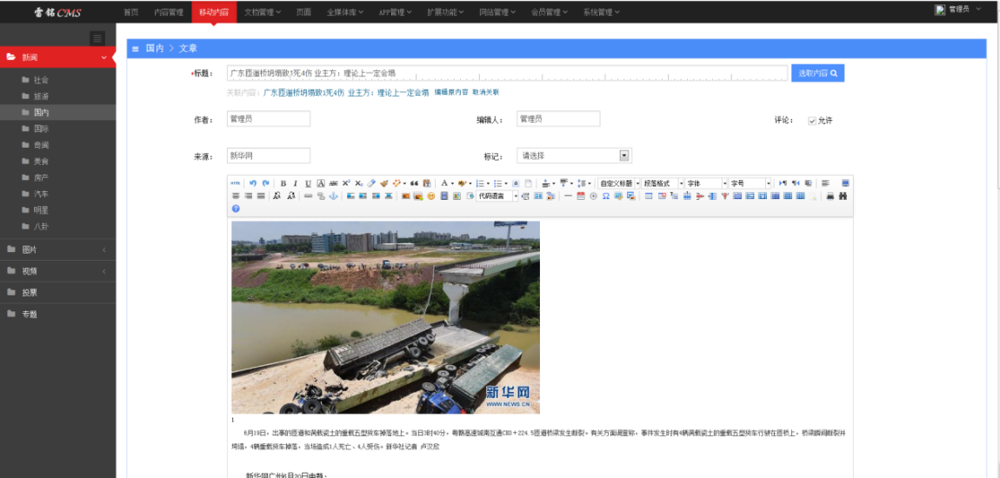 雷铭CMS 首页 内容管理 移动内容 文档管理 页面 全媒体库 APP管理 扩展功能 网站管理 会员管理 系统管理 管理员
新闻
社会
旅游
国内
国际
奇闻
美食
房产
汽车
明星
八卦
图片
视频
投票
专题
国内 > 文章
*标题: 广东匝道桥坍塌致1死4伤 业主方：理论上一定会塌 选取内容
关联内容: 广东匝道桥坍塌致1死4伤 业主方：理论上一定会塌 编辑原内容 取消关联
作者: 管理员 编辑人: 管理员 评论: 允许
来源: 新华网 标记: 请选择
HTML 自定义标题 段落格式 字体 字号
代码语言
新华网
WWW.NEWS.CN
1
6月19日，出事的匝道和满载瓷土的重载五型货车掉落地上。当日3时40分，粤赣高速城南互通 匝道桥梁发生断裂。有关方面调查称，事件发生时有4辆满载瓷土的重载五型货车行驶在匝桥上，桥梁瞬间断裂并
垮塌，4辆重载货车掉落，当场造成1人死亡、4人受伤。新华社记者 卢汉欣
新华网广州6月20日电题：